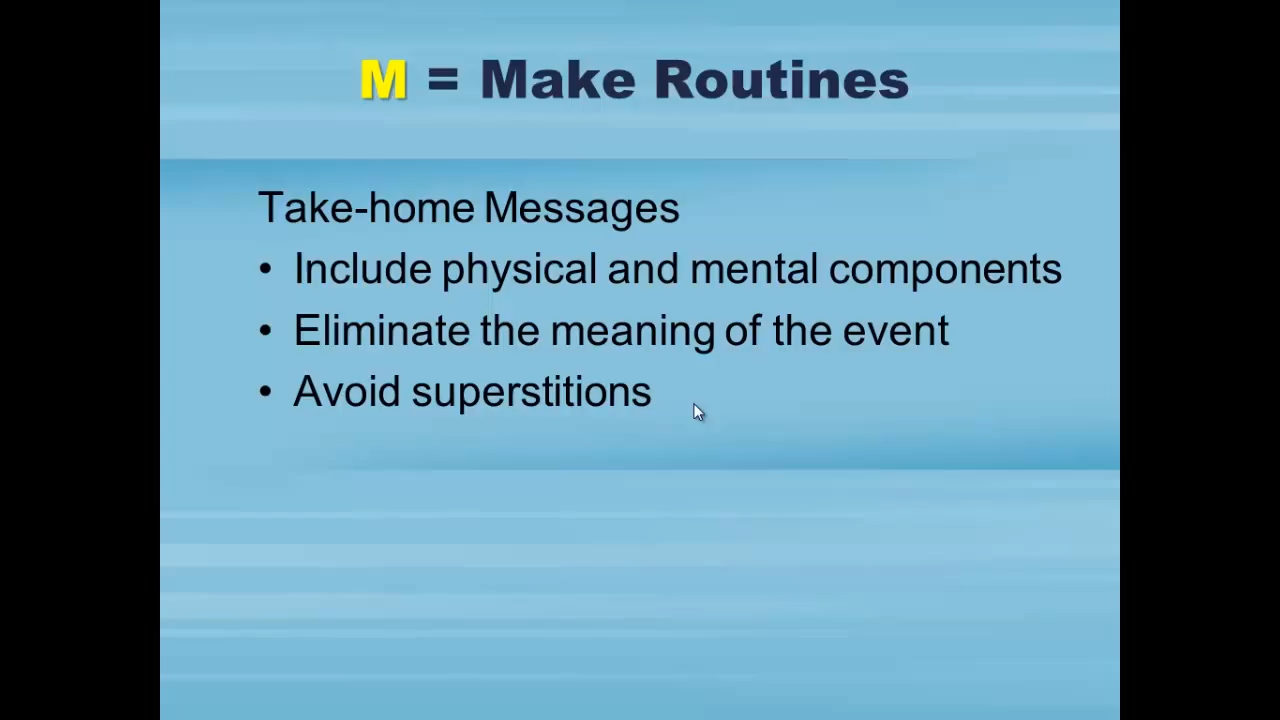 M = Make Routines
Take-home Messages
• Include physical and mental components
• Eliminate the meaning of the event
• Avoid superstitions